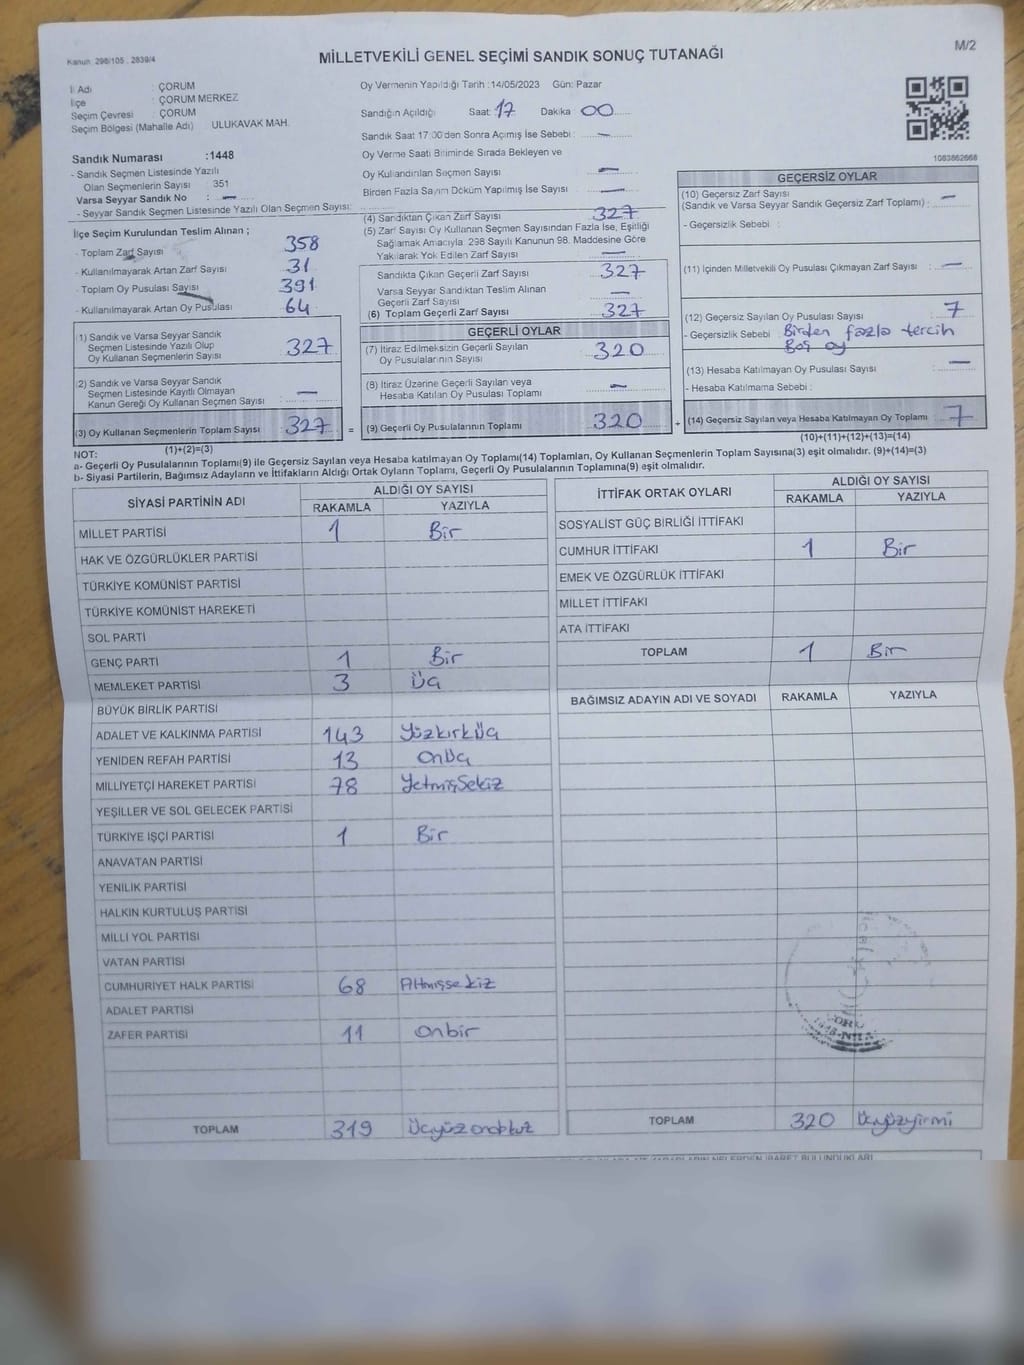 Kanun 298/105 , 2839/4
MİLLETVEKİLİ GENEL SEÇİMİ SANDIK SONUÇ TUTANAĞI
M/2
İl Adı : ÇORUM
İlçe : ÇORUM MERKEZ
Seçim Çevresi : ÇORUM
Seçim Bölgesi (Mahalle Adı) ULUKAVAK MAH.
Sandık Numarası :1448
- Sandık Seçmen Listesinde Yazılı
Olan Seçmenlerin Sayısı : 351
Varsa Seyyar Sandık No : —
- Seyyar Sandık Seçmen Listesinde Yazılı Olan Seçmen Sayısı:
Oy Vermenin Yapıldığı Tarih :14/05/2023 Gün: Pazar
Sandığın Açıldığı Saat: 17 Dakika 00
Sandık Saat 17:00'den Sonra Açılmış İse Sebebi : —
Oy Verme Saati Bitiminde Sırada Bekleyen ve
Oy Kullandırılan Seçmen Sayısı —
Birden Fazla Sayım Döküm Yapılmış İse Sayısı —
1083862668
İlçe Seçim Kurulundan Teslim Alınan ;
- Toplam Zarf Sayısı 358
- Kullanılmayarak Artan Zarf Sayısı 31
- Toplam Oy Pusulası Sayısı 391
- Kullanılmayarak Artan Oy Pusulası 64
1) Sandık ve Varsa Seyyar Sandık
Seçmen Listesinde Yazılı Olup
Oy Kullanan Seçmenlerin Sayısı 327
2) Sandık ve Varsa Seyyar Sandık
Seçmen Listesinde Kayıtlı Olmayan
Kanun Gereği Oy Kullanan Seçmen Sayısı : —
(3) Oy Kullanan Seçmenlerin Toplam Sayısı 327 =
(1)+(2)=(3)
(4) Sandıktan Çıkan Zarf Sayısı 327
(5) Zarf Sayısı Oy Kullanan Seçmen Sayısından Fazla İse, Eşitliği
Sağlamak Amacıyla, 298 Sayılı Kanunun 98. Maddesine Göre
Yakılarak Yok Edilen Zarf Sayısı —
Sandıkta Çıkan Geçerli Zarf Sayısı 327
Varsa Seyyar Sandıktan Teslim Alınan
Geçerli Zarf Sayısı —
(6) Toplam Geçerli Zarf Sayısı 327
GEÇERLİ OYLAR
(7) İtiraz Edilmeksizin Geçerli Sayılan
Oy Pusulalarının Sayısı 320
(8) İtiraz Üzerine Geçerli Sayılan veya
Hesaba Katılan Oy Pusulası Toplamı —
(9) Geçerli Oy Pusulalarının Toplamı 320 +
GEÇERSİZ OYLAR
(10) Geçersiz Zarf Sayısı
(Sandık ve Varsa Seyyar Sandık Geçersiz Zarf Toplamı) : —
- Geçersizlik Sebebi :
(11) İçinden Milletvekili Oy Pusulası Çıkmayan Zarf Sayısı : —
(12) Geçersiz Sayılan Oy Pusulası Sayısı 7
- Geçersizlik Sebebi : Birden fazla tercih
Boş oy
(13) Hesaba Katılmayan Oy Pusulası Sayısı —
- Hesaba Katılmama Sebebi :
(14) Geçersiz Sayılan veya Hesaba Katılmayan Oy Toplamı 7
(10)+(11)+(12)+(13)=(14)
NOT:
a- Geçerli Oy Pusulalarının Toplamı(9) ile Geçersiz Sayılan veya Hesaba katılmayan Oy Toplamı(14) Toplamları, Oy Kullanan Seçmenlerin Toplam Sayısına(3) eşit olmalıdır. (9)+(14)=(3)
b- Siyasi Partilerin, Bağımsız Adayların ve İttifakların Aldığı Ortak Oyların Toplamı, Geçerli Oy Pusulalarının Toplamına(9) eşit olmalıdır.
SİYASİ PARTİNİN ADI
ALDIĞI OY SAYISI
RAKAMLA YAZIYLA
MİLLET PARTİSİ 1 Bir
HAK VE ÖZGÜRLÜKLER PARTİSİ
TÜRKİYE KOMÜNİST PARTİSİ
TÜRKİYE KOMÜNİST HAREKETİ
SOL PARTİ
GENÇ PARTİ 1 Bir
MEMLEKET PARTİSİ 3 Üç
BÜYÜK BİRLİK PARTİSİ
ADALET VE KALKINMA PARTİSİ 143 YüzkırkÜç
YENİDEN REFAH PARTİSİ 13 OnÜç
MİLLİYETÇİ HAREKET PARTİSİ 78 YetmişSekiz
YEŞİLLER VE SOL GELECEK PARTİSİ
TÜRKİYE İŞÇİ PARTİSİ 1 Bir
ANAVATAN PARTİSİ
YENİLİK PARTİSİ
HALKIN KURTULUŞ PARTİSİ
MİLLİ YOL PARTİSİ
VATAN PARTİSİ
CUMHURİYET HALK PARTİSİ 68 Altmışsekiz
ADALET PARTİSİ
ZAFER PARTİSİ 11 Onbir
TOPLAM 319 Üçyüzondokuz
İTTİFAK ORTAK OYLARI
ALDIĞI OY SAYISI
RAKAMLA YAZIYLA
SOSYALİST GÜÇ BİRLİĞİ İTTİFAKI
CUMHUR İTTİFAKI 1 Bir
EMEK VE ÖZGÜRLÜK İTTİFAKI
MİLLET İTTİFAKI
ATA İTTİFAKI
TOPLAM 1 Bir
BAĞIMSIZ ADAYIN ADI VE SOYADI RAKAMLA YAZIYLA
TOPLAM 320 Üçyüzyirmi